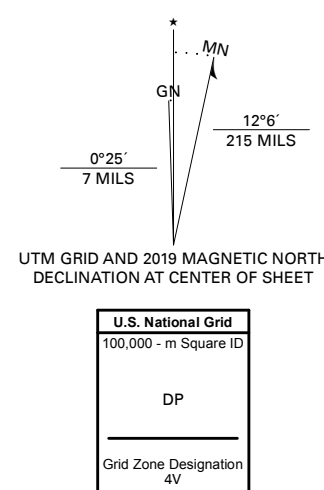 ★
MN
GN
12°6´
215 MILS
0°25´
7 MILS
UTM GRID AND 2019 MAGNETIC NORTH
DECLINATION AT CENTER OF SHEET
U.S. National Grid
100,000 - m Square ID
DP
Grid Zone Designation
4V